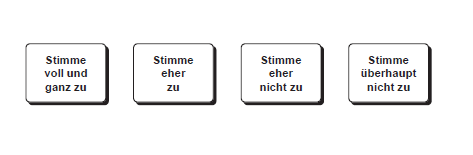 Stimme
voll und
ganz zu
Stimme
eher
zu
Stimme
eher
nicht zu
Stimme
überhaupt
nicht zu